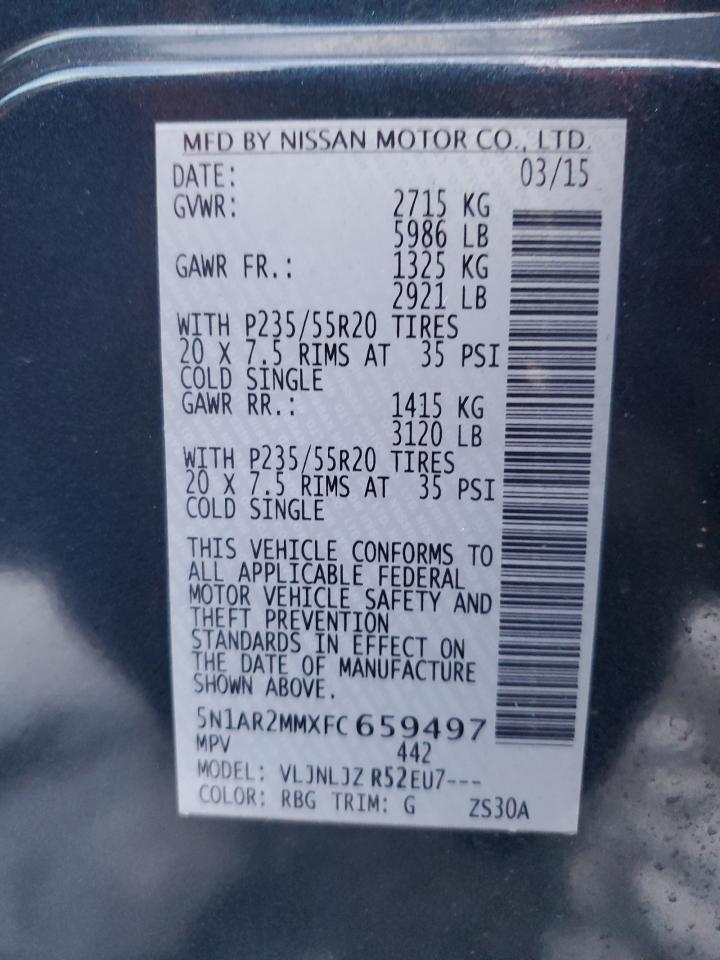 MFD BY NISSAN MOTOR CO., LTD.
DATE: 03/15
GVWR: 2715 KG
5986 LB
GAWR FR.: 1325 KG
2921 LB
WITH P235/55R20 TIRES
20 X 7.5 RIMS AT 35 PSI
COLD SINGLE
GAWR RR.: 1415 KG
3120 LB
WITH P235/55R20 TIRES
20 X 7.5 RIMS AT 35 PSI
COLD SINGLE
THIS VEHICLE CONFORMS TO
ALL APPLICABLE FEDERAL
MOTOR VEHICLE SAFETY AND
THEFT PREVENTION
STANDARDS IN EFFECT ON
THE DATE OF MANUFACTURE
SHOWN ABOVE.
5N1AR2MMXFC 659497
MPV 442
MODEL: VLJNLJZ R52EU7---
COLOR: RBG TRIM: G ZS30A